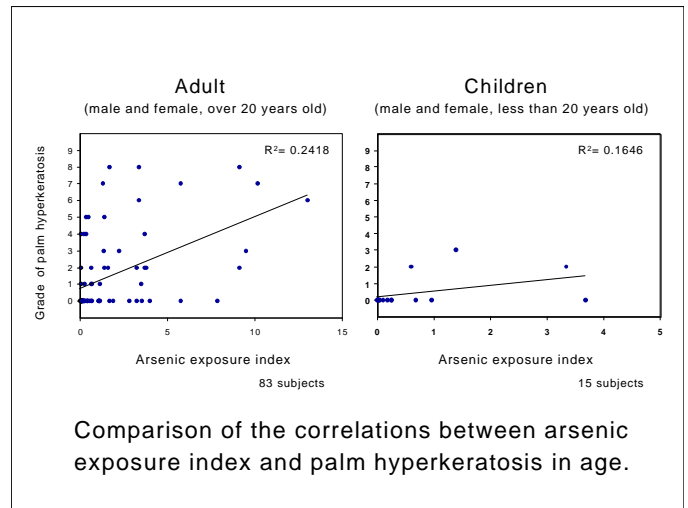 Adult
(male and female, over 20 years old)
Grade of palm hyperkeratosis
R²= 0.2418
9
8
7
6
5
4
3
2
1
0
0
5
10
15
Arsenic exposure index
83 subjects
Children
(male and female, less than 20 years old)
R²= 0.1646
9
8
7
6
5
4
3
2
1
0
0
1
2
3
4
5
Arsenic exposure index
15 subjects
Comparison of the correlations between arsenic
exposure index and palm hyperkeratosis in age.